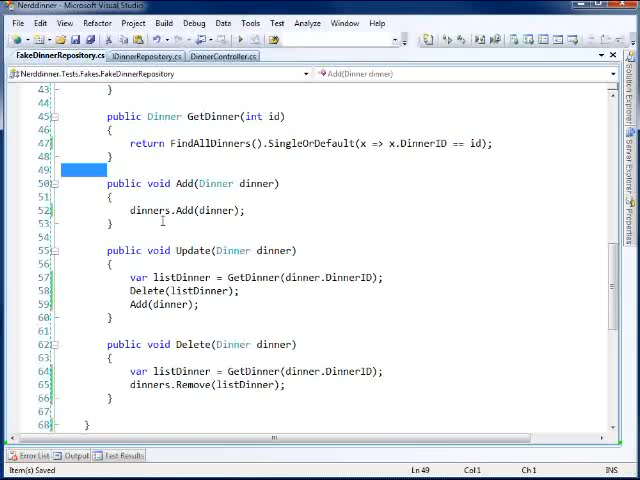 Nerddinner - Microsoft Visual Studio
File Edit View Refactor Project Build Debug Data Tools Test Analyze Window Help
FakeDinnerRepository.cs IDinnerRepository.cs DinnerController.cs
Nerddinner.Tests.Fakes.FakeDinnerRepository Add(Dinner dinner)
43 }
44
45 public Dinner GetDinner(int id)
46 {
47 return FindAllDinners().SingleOrDefault(x => x.DinnerID == id);
48 }
49
50 public void Add(Dinner dinner)
51 {
52 dinners.Add(dinner);
53 }
54
55 public void Update(Dinner dinner)
56 {
57 var listDinner = GetDinner(dinner.DinnerID);
58 Delete(listDinner);
59 Add(dinner);
60 }
61
62 public void Delete(Dinner dinner)
63 {
64 var listDinner = GetDinner(dinner.DinnerID);
65 dinners.Remove(listDinner);
66 }
67
68 }
Solution Explorer
Server Explorer
Properties
Error List Output Test Results
Item(s) Saved Ln 49 Col 1 Ch 1 INS